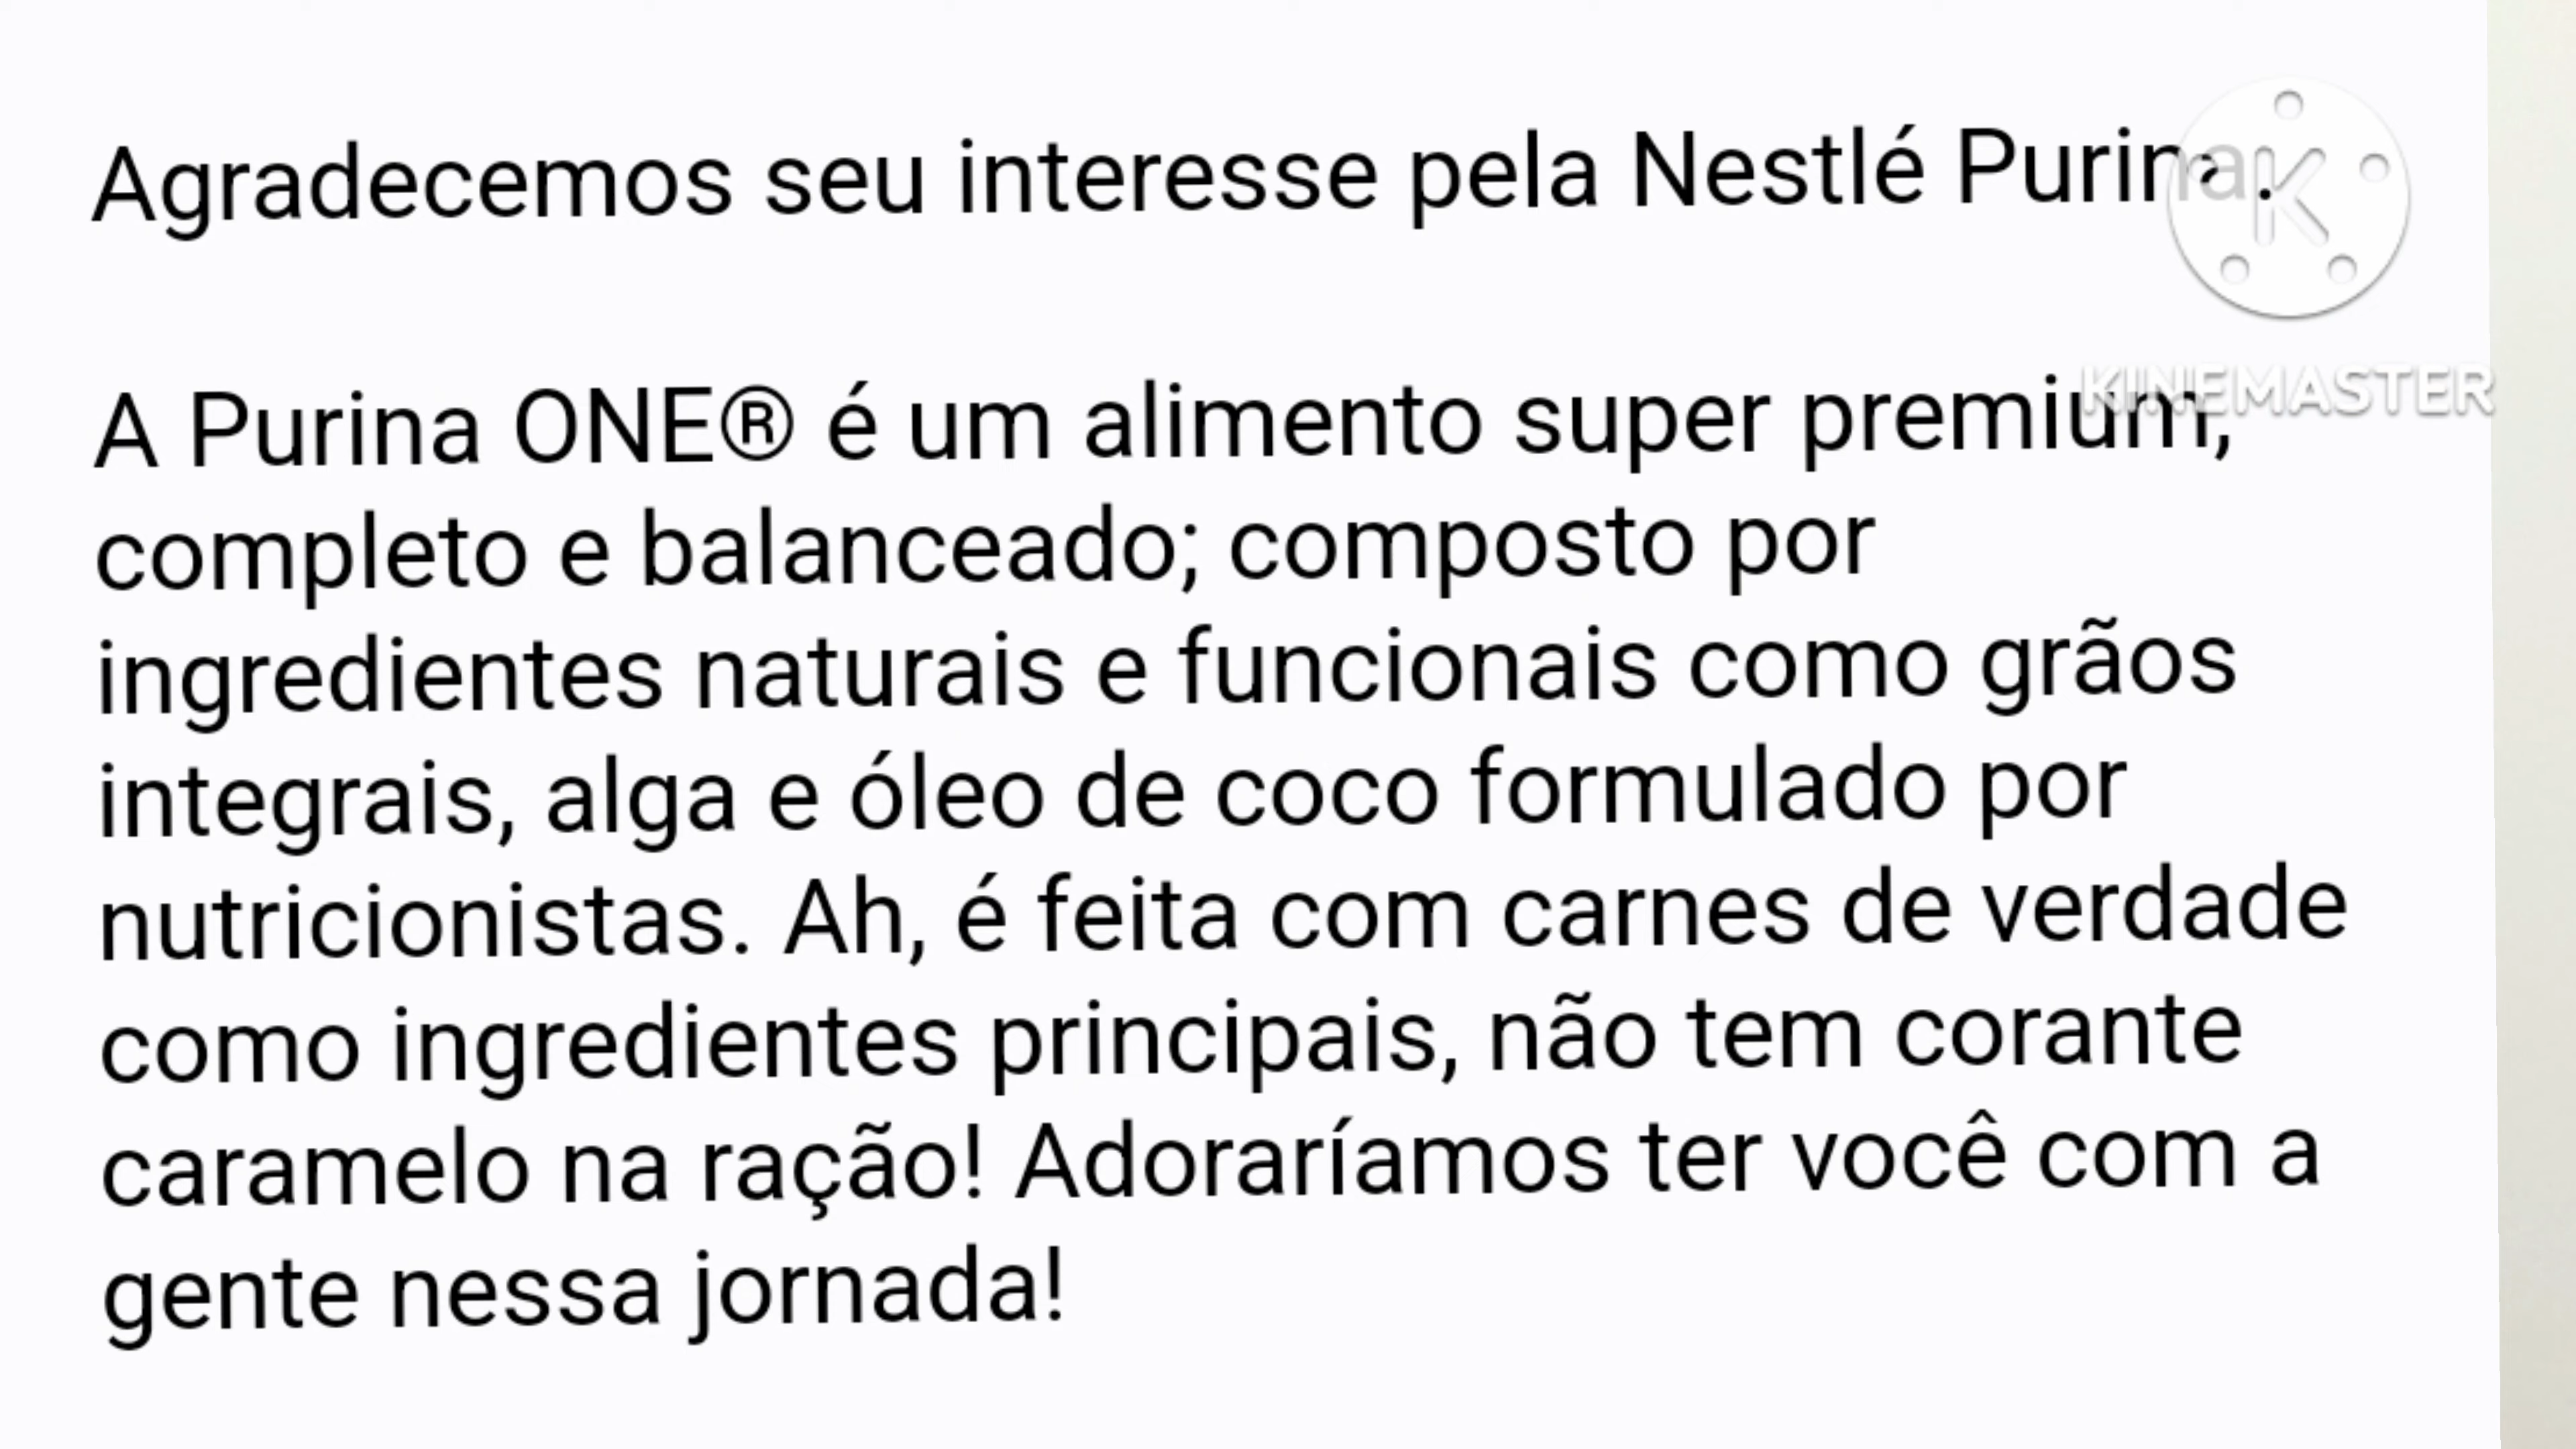 Agradecemos seu interesse pela Nestlé Purina.
KINEMASTER
A Purina ONE® é um alimento super premium,
completo e balanceado; composto por
ingredientes naturais e funcionais como grãos
integrais, alga e óleo de coco formulado por
nutricionistas. Ah, é feita com carnes de verdade
como ingredientes principais, não tem corante
caramelo na ração! Adoraríamos ter você com a
gente nessa jornada!